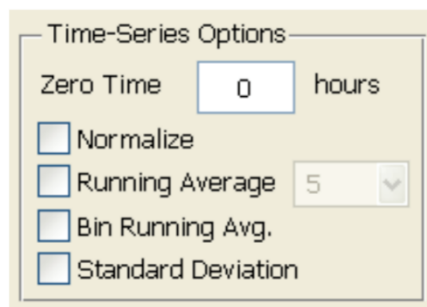 Time-Series Options
Zero Time 0 hours
Normalize
Running Average 5
Bin Running Avg.
Standard Deviation